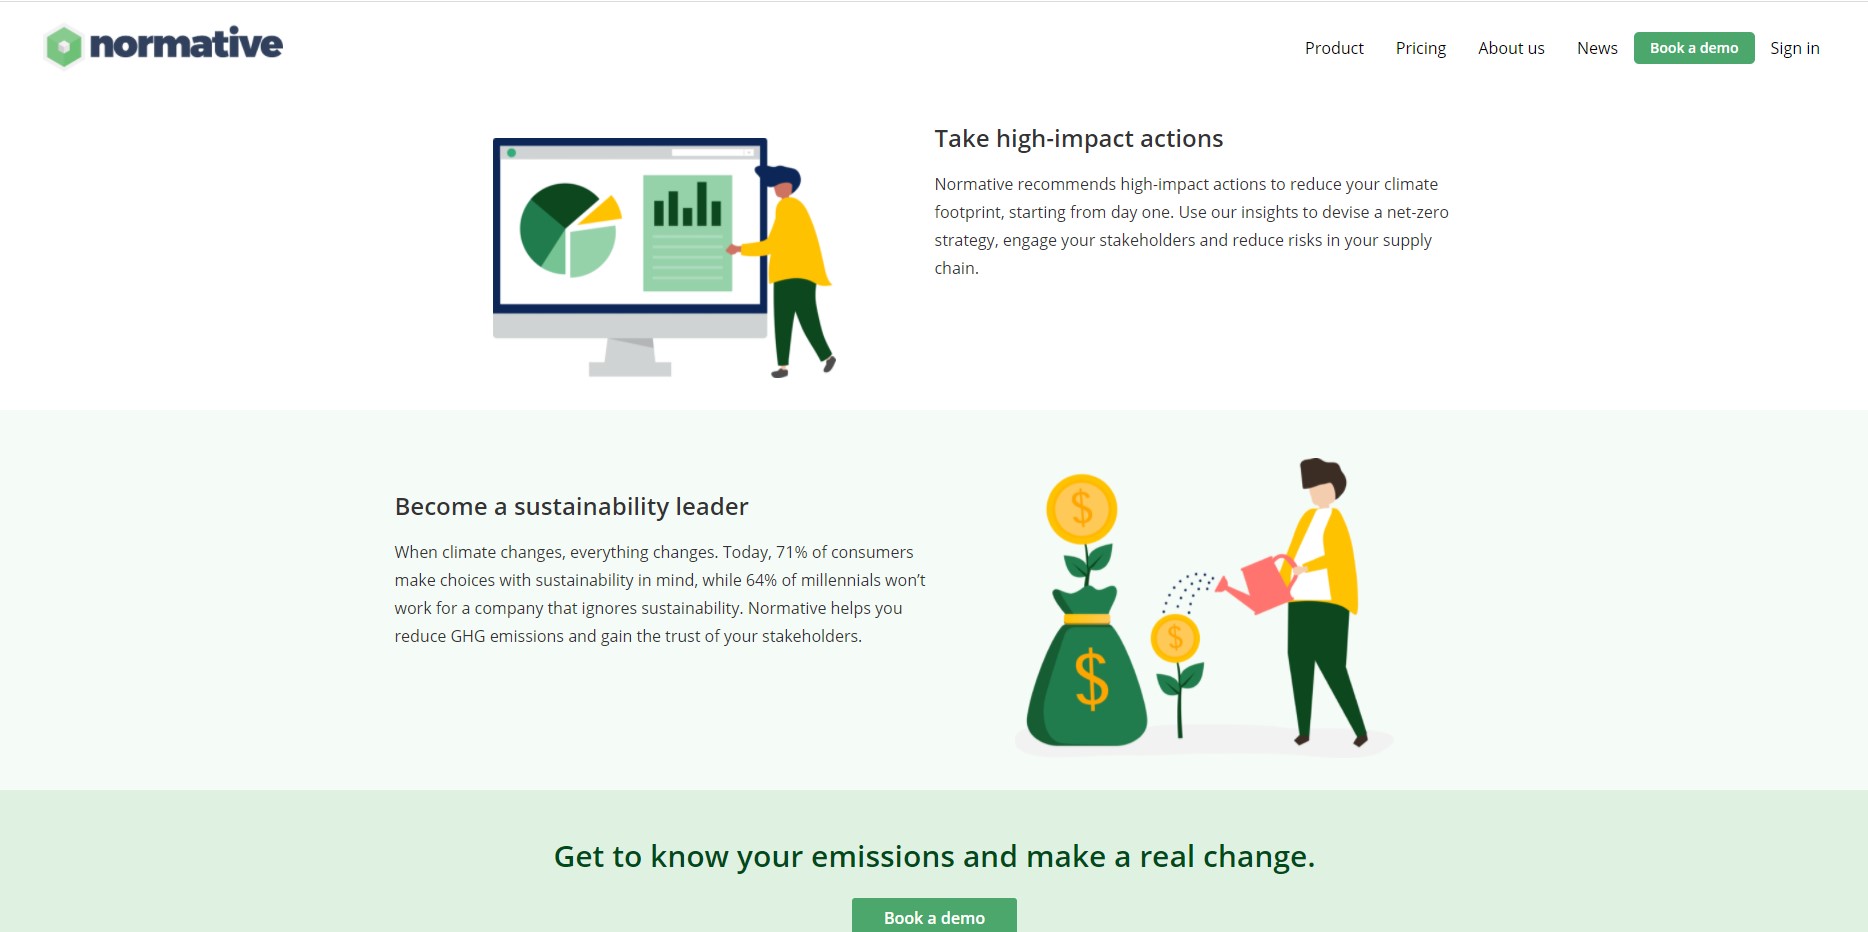 normative
Product Pricing About us News Book a demo Sign in
Take high-impact actions
Normative recommends high-impact actions to reduce your climate
footprint, starting from day one. Use our insights to devise a net-zero
strategy, engage your stakeholders and reduce risks in your supply
chain.
Become a sustainability leader
When climate changes, everything changes. Today, 71% of consumers
make choices with sustainability in mind, while 64% of millennials won’t
work for a company that ignores sustainability. Normative helps you
reduce GHG emissions and gain the trust of your stakeholders.
$
$
$
Get to know your emissions and make a real change.
Book a demo